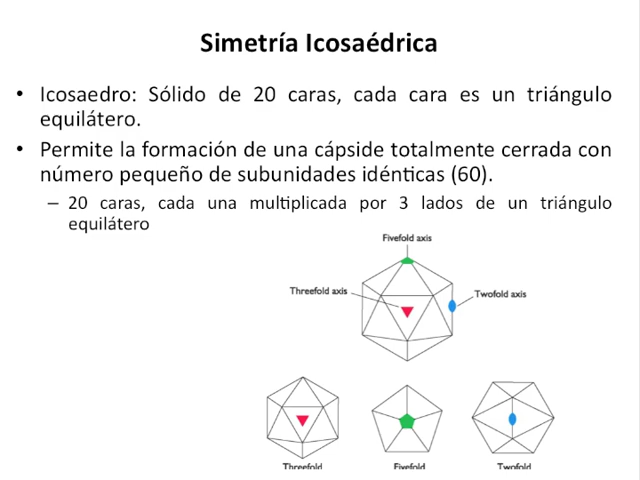 Simetría Icosaédrica
• Icosaedro: Sólido de 20 caras, cada cara es un triángulo
equilátero.
• Permite la formación de una cápside totalmente cerrada con
número pequeño de subunidades idénticas (60).
– 20 caras, cada una multiplicada por 3 lados de un triángulo
equilátero
Fivefold axis
Threefold axis
Twofold axis
Threefold
Fivefold
Twofold